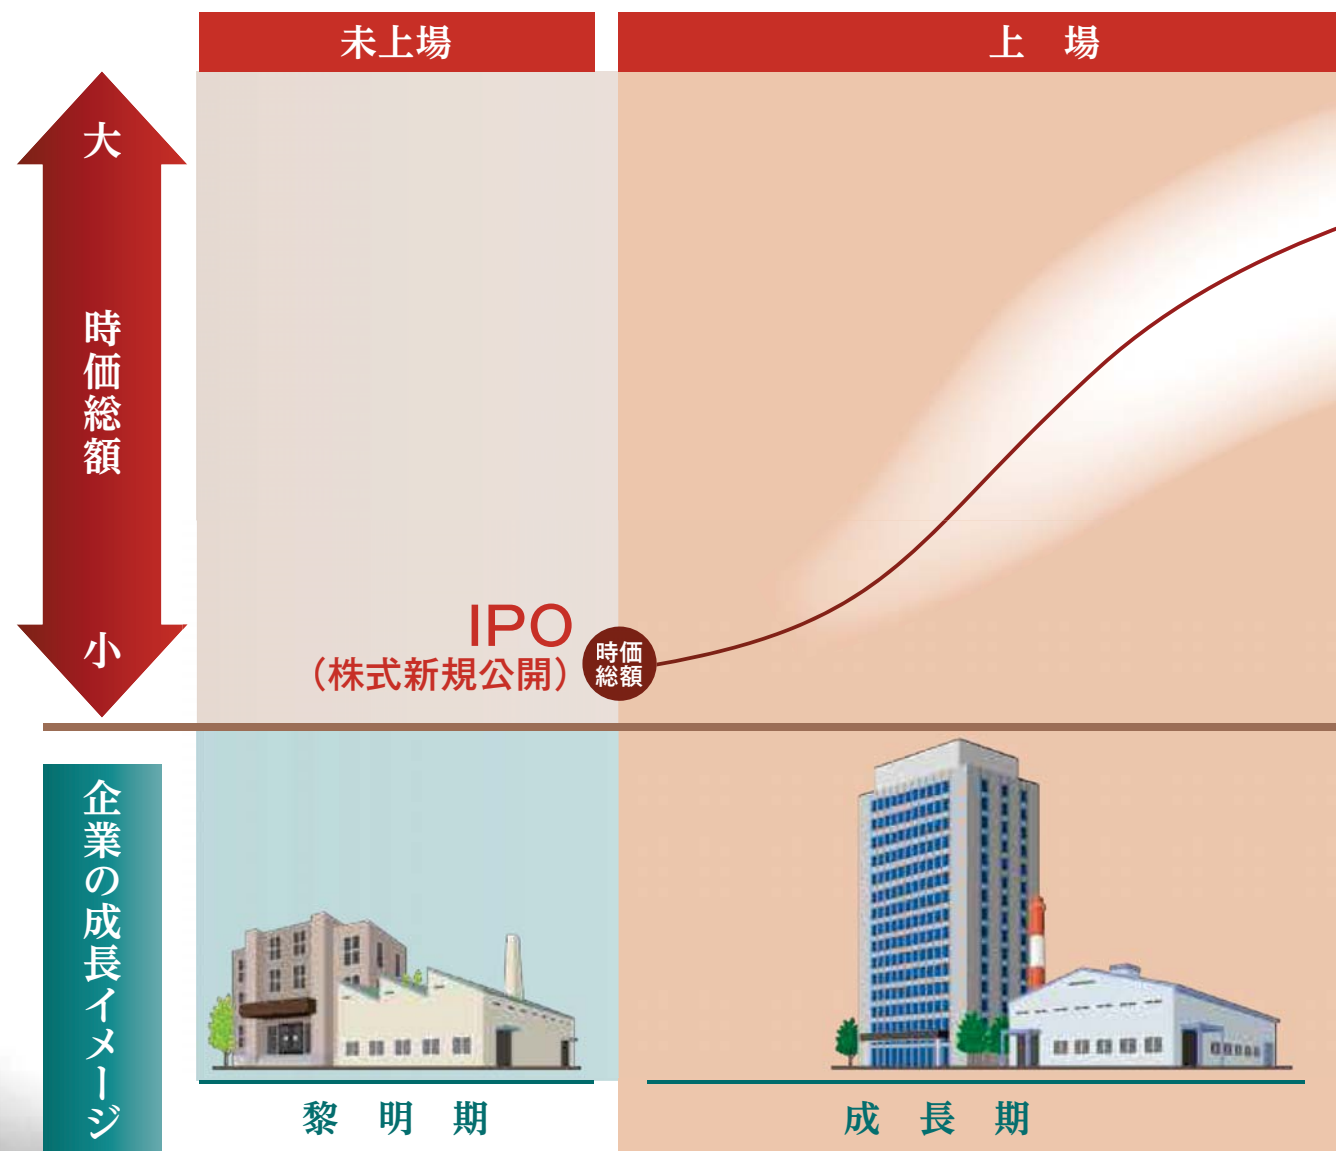 未上場
上　場
大
時価総額
小
IPO
（株式新規公開）
時価
総額
企業の成長イメージ
黎　明　期
成　長　期